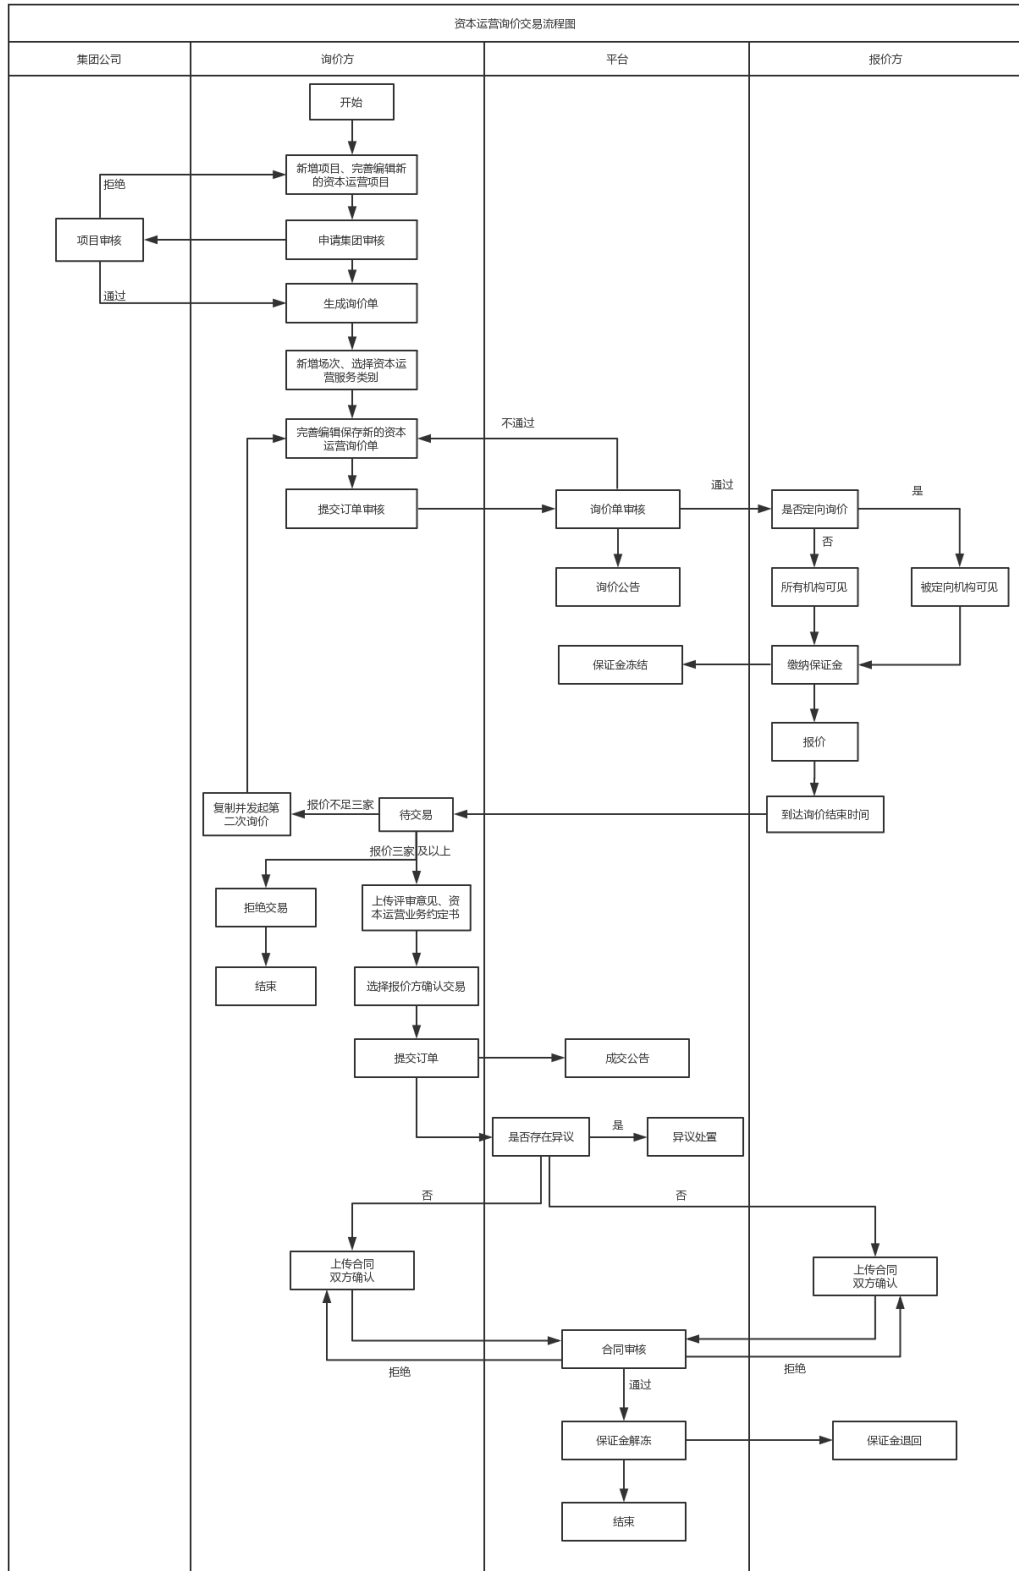 资本运营询价交易流程图
集团公司
询价方
平台
报价方
开始
新增项目、完善编辑新
的资本运营项目
拒绝
项目审核
申请集团审核
通过
生成询价单
新增场次、选择资本运
营服务类别
不通过
完善编辑保存新的资本
运营询价单
通过
是
提交订单审核
询价单审核
是否定向询价
否
询价公告
所有机构可见
被定向机构可见
保证金冻结
缴纳保证金
报价
复制并发起第
二次询价
报价不足三家
待交易
到达询价结束时间
报价三家及以上
拒绝交易
上传评审意见、资
本运营业务约定书
结束
选择报价方确认交易
提交订单
成交公告
是否存在异议
是
异议处置
否
否
上传合同
双方确认
上传合同
双方确认
合同审核
拒绝
拒绝
通过
保证金解冻
保证金退回
结束